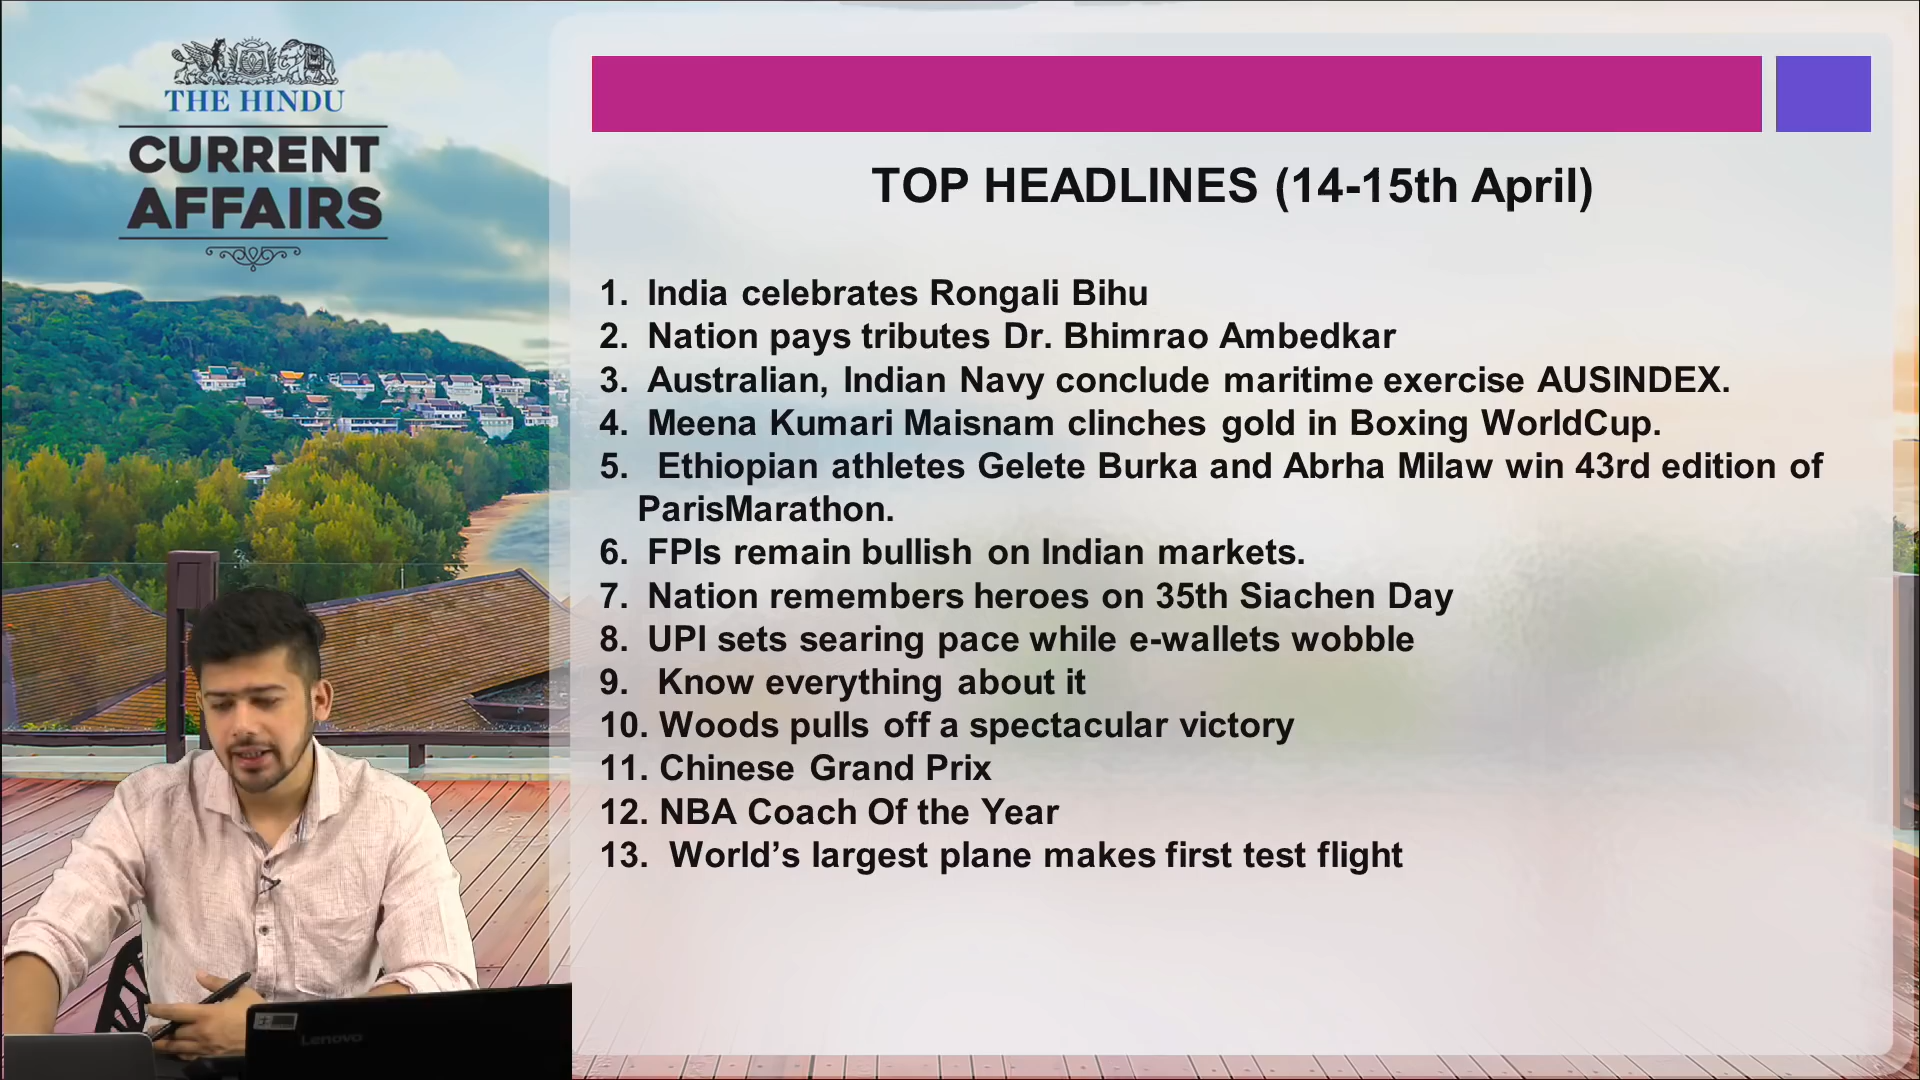 THE HINDU
CURRENT
AFFAIRS
TOP HEADLINES (14-15th April)
1. India celebrates Rongali Bihu
2. Nation pays tributes Dr. Bhimrao Ambedkar
3. Australian, Indian Navy conclude maritime exercise AUSINDEX.
4. Meena Kumari Maisnam clinches gold in Boxing WorldCup.
5. Ethiopian athletes Gelete Burka and Abrha Milaw win 43rd edition of
ParisMarathon.
6. FPIs remain bullish on Indian markets.
7. Nation remembers heroes on 35th Siachen Day
8. UPI sets searing pace while e-wallets wobble
9. Know everything about it
10. Woods pulls off a spectacular victory
11. Chinese Grand Prix
12. NBA Coach Of the Year
13. World’s largest plane makes first test flight
Lenovo